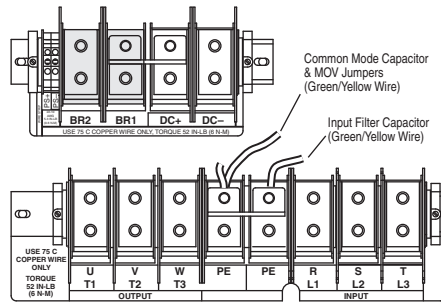 PS+
PS–
BR2 BR1 DC+ DC–
USE 75 C COPPER WIRE ONLY, TORQUE 52 IN-LB (6 N-M)
Common Mode Capacitor
& MOV Jumpers
(Green/Yellow Wire)
Input Filter Capacitor
(Green/Yellow Wire)
USE 75 C
COPPER WIRE
ONLY
TORQUE
52 IN-LB
(6 N-M)
U V W PE PE R S T
T1 T2 T3 L1 L2 L3
OUTPUT INPUT